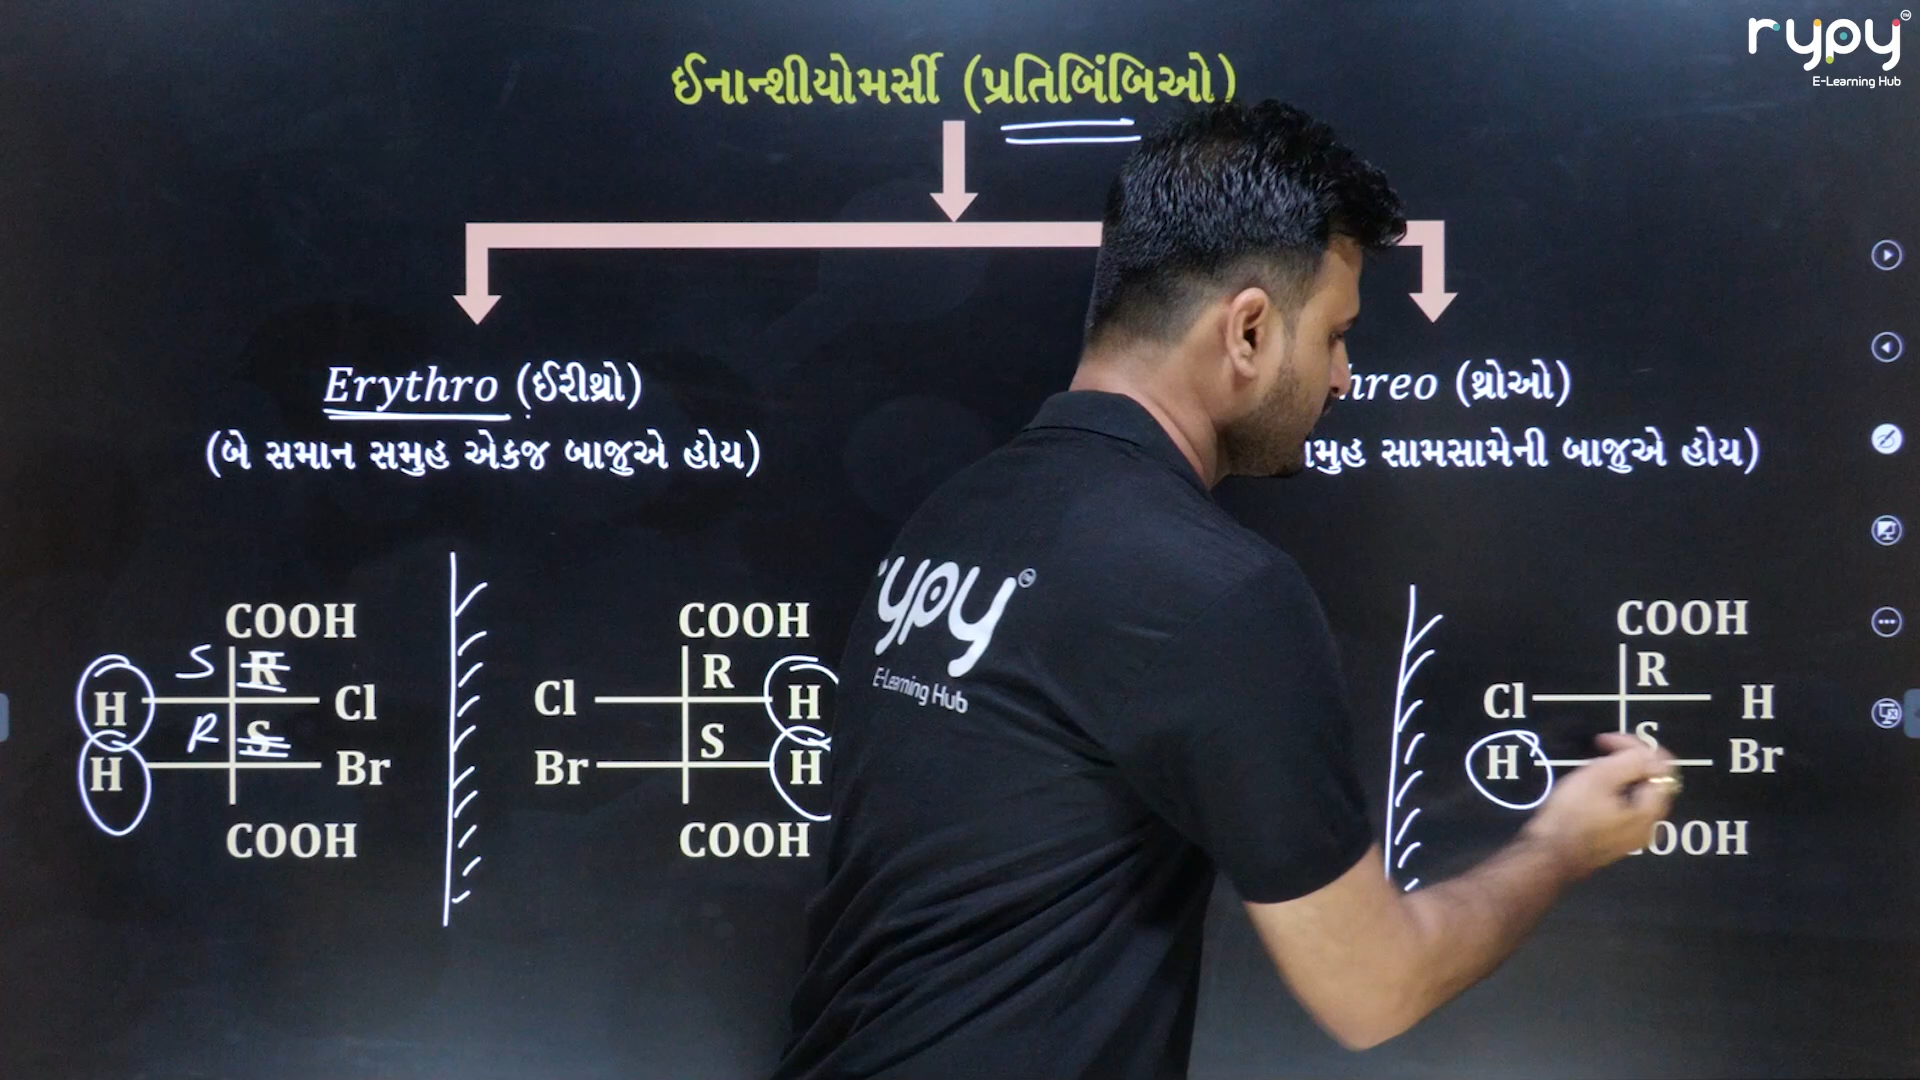 rypy
E-Learning Hub
ઈનાન્શીયોમર્સી (પ્રતિબિંબિઓ)
Erythro (ઈરીથ્રો)
(બે સમાન સમુહ એકજ બાજુએ હોય)
hreo (થ્રોઓ)
સામસામેની બાજુએ હોય)
COOH
S R
H Cl
R S
H Br
COOH
COOH
R
Cl H
S
Br H
COOH
rypy
E-Learning Hub
COOH
R
Cl H
S
H Br
OOH